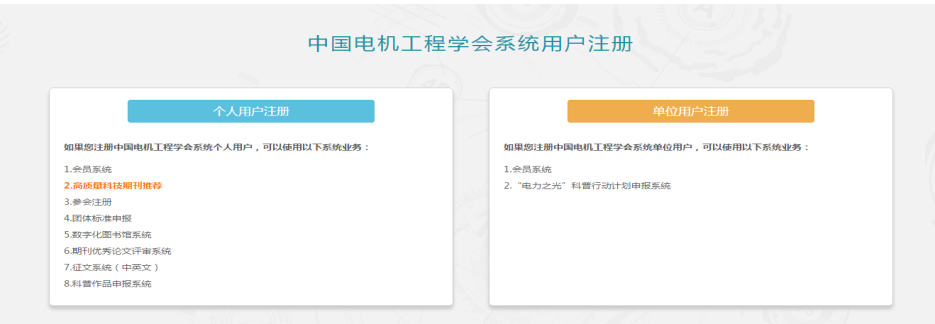 中国电机工程学会系统用户注册
个人用户注册
如果您注册中国电机工程学会系统个人用户，可以使用以下系统业务：
1.会员系统
2.高质量科技期刊推荐
3.参会注册
4.团体标准申报
5.数字化图书馆系统
6.期刊优秀论文评审系统
7.征文系统（中英文）
8.科普作品申报系统
单位用户注册
如果您注册中国电机工程学会系统单位用户，可以使用以下系统业务：
1.会员系统
2.“电力之光”科普行动计划申报系统